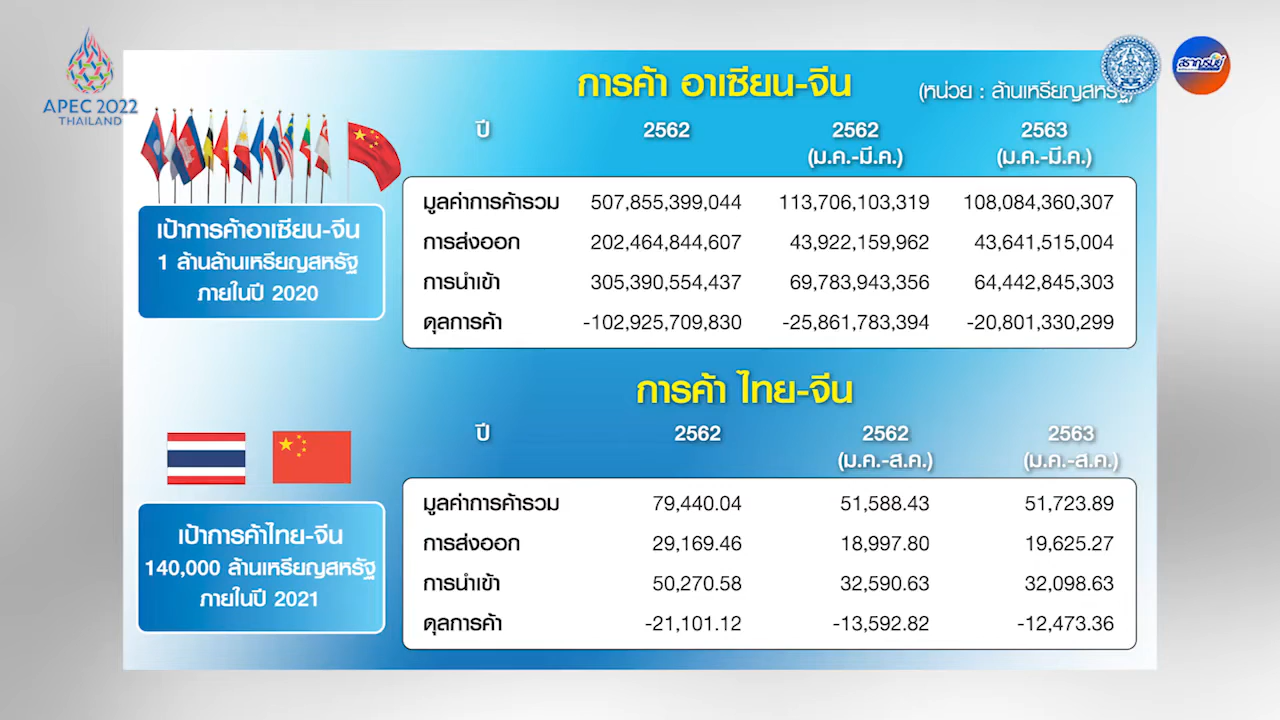 APEC 2022
THAILAND
สราญรมย์
การค้า อาเซียน-จีน
(หน่วย : ล้านเหรียญสหรัฐ)
ปี 2562 2562 2563
(ม.ค.-มี.ค.) (ม.ค.-มี.ค.)
มูลค่าการค้ารวม 507,855,399,044 113,706,103,319 108,084,360,307
การส่งออก 202,464,844,607 43,922,159,962 43,641,515,004
การนำเข้า 305,390,554,437 69,783,943,356 64,442,845,303
ดุลการค้า -102,925,709,830 -25,861,783,394 -20,801,330,299
เป้าการค้าอาเซียน-จีน
1 ล้านล้านเหรียญสหรัฐ
ภายในปี 2020
การค้า ไทย-จีน
ปี 2562 2562 2563
(ม.ค.-ส.ค.) (ม.ค.-ส.ค.)
มูลค่าการค้ารวม 79,440.04 51,588.43 51,723.89
การส่งออก 29,169.46 18,997.80 19,625.27
การนำเข้า 50,270.58 32,590.63 32,098.63
ดุลการค้า -21,101.12 -13,592.82 -12,473.36
เป้าการค้าไทย-จีน
140,000 ล้านเหรียญสหรัฐ
ภายในปี 2021